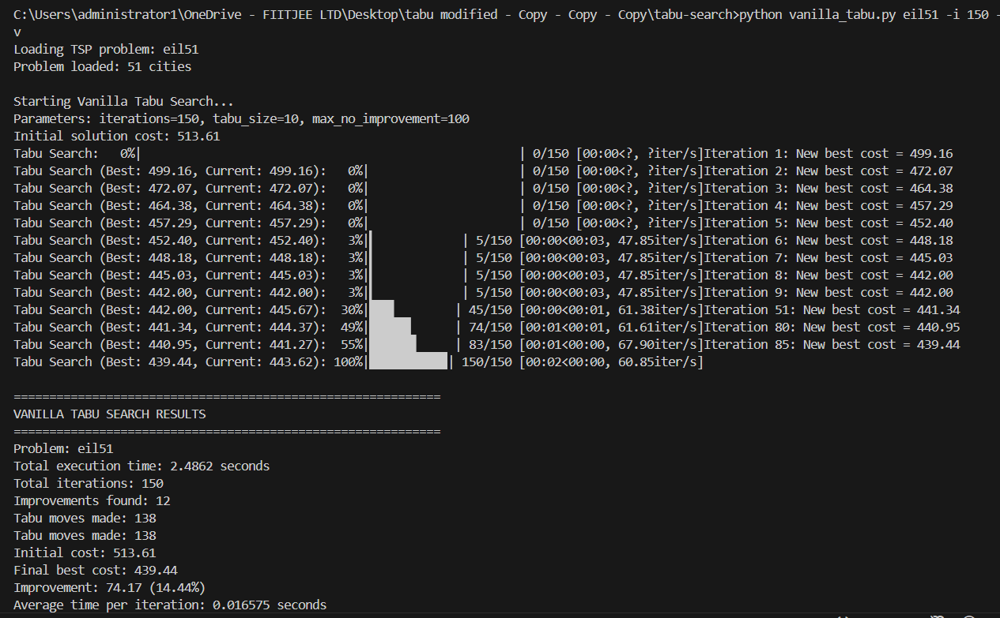 C:\Users\administrator1\OneDrive - FIITJEE LTD\Desktop\tabu modified - Copy - Copy - Copy\tabu-search>python vanilla_tabu.py eil51 -i 150 -
v
Loading TSP problem: eil51
Problem loaded: 51 cities
Starting Vanilla Tabu Search...
Parameters: iterations=150, tabu_size=10, max_no_improvement=100
Initial solution cost: 513.61
Tabu Search:   0%|                                                     | 0/150 [00:00<?, ?iter/s]Iteration 1: New best cost = 499.16
Tabu Search (Best: 499.16, Current: 499.16):   0%|                     | 0/150 [00:00<?, ?iter/s]Iteration 2: New best cost = 472.07
Tabu Search (Best: 472.07, Current: 472.07):   0%|                     | 0/150 [00:00<?, ?iter/s]Iteration 3: New best cost = 464.38
Tabu Search (Best: 464.38, Current: 464.38):   0%|                     | 0/150 [00:00<?, ?iter/s]Iteration 4: New best cost = 457.29
Tabu Search (Best: 457.29, Current: 457.29):   0%|                     | 0/150 [00:00<?, ?iter/s]Iteration 5: New best cost = 452.40
Tabu Search (Best: 452.40, Current: 452.40):   3%|             | 5/150 [00:00<00:03, 47.85iter/s]Iteration 6: New best cost = 448.18
Tabu Search (Best: 448.18, Current: 448.18):   3%|             | 5/150 [00:00<00:03, 47.85iter/s]Iteration 7: New best cost = 445.03
Tabu Search (Best: 445.03, Current: 445.03):   3%|             | 5/150 [00:00<00:03, 47.85iter/s]Iteration 8: New best cost = 442.00
Tabu Search (Best: 442.00, Current: 442.00):   3%|             | 5/150 [00:00<00:03, 47.85iter/s]Iteration 9: New best cost = 442.00
Tabu Search (Best: 442.00, Current: 445.67):  30%|███         | 45/150 [00:00<00:01, 61.38iter/s]Iteration 51: New best cost = 441.34
Tabu Search (Best: 441.34, Current: 444.37):  49%|█████       | 74/150 [00:01<00:01, 61.61iter/s]Iteration 80: New best cost = 440.95
Tabu Search (Best: 440.95, Current: 441.27):  55%|██████      | 83/150 [00:01<00:00, 67.90iter/s]Iteration 85: New best cost = 439.44
Tabu Search (Best: 439.44, Current: 443.62): 100%|███████████| 150/150 [00:02<00:00, 60.85iter/s]
============================================================
VANILLA TABU SEARCH RESULTS
============================================================
Problem: eil51
Total execution time: 2.4862 seconds
Total iterations: 150
Improvements found: 12
Tabu moves made: 138
Tabu moves made: 138
Initial cost: 513.61
Final best cost: 439.44
Improvement: 74.17 (14.44%)
Average time per iteration: 0.016575 seconds